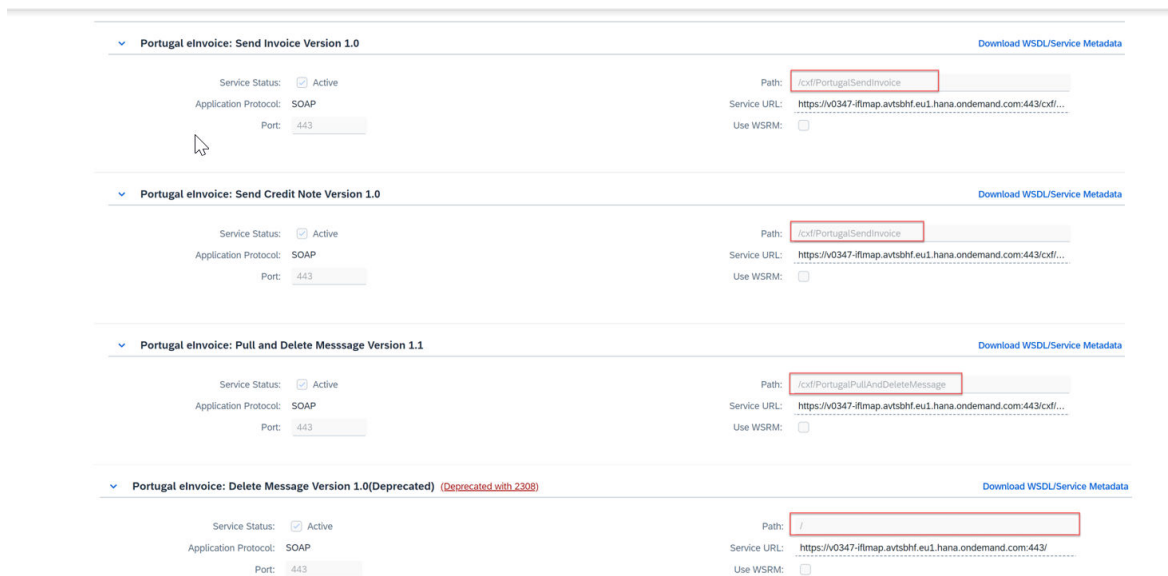 Portugal eInvoice: Send Invoice Version 1.0 Download WSDL/Service Metadata
Service Status: Active Path: /cxf/PortugalSendInvoice
Application Protocol: SOAP Service URL: https://v0347-iflmap.avtsbhf.eu1.hana.ondemand.com:443/cxf/...
Port: 443 Use WSRM:
Portugal eInvoice: Send Credit Note Version 1.0 Download WSDL/Service Metadata
Service Status: Active Path: /cxf/PortugalSendInvoice
Application Protocol: SOAP Service URL: https://v0347-iflmap.avtsbhf.eu1.hana.ondemand.com:443/cxf/...
Port: 443 Use WSRM:
Portugal eInvoice: Pull and Delete Messsage Version 1.1 Download WSDL/Service Metadata
Service Status: Active Path: /cxf/PortugalPullAndDeleteMessage
Application Protocol: SOAP Service URL: https://v0347-iflmap.avtsbhf.eu1.hana.ondemand.com:443/cxf/...
Port: 443 Use WSRM:
Portugal eInvoice: Delete Message Version 1.0(Deprecated) (Deprecated with 2308) Download WSDL/Service Metadata
Service Status: Active Path: /
Application Protocol: SOAP Service URL: https://v0347-iflmap.avtsbhf.eu1.hana.ondemand.com:443/
Port: 443 Use WSRM: